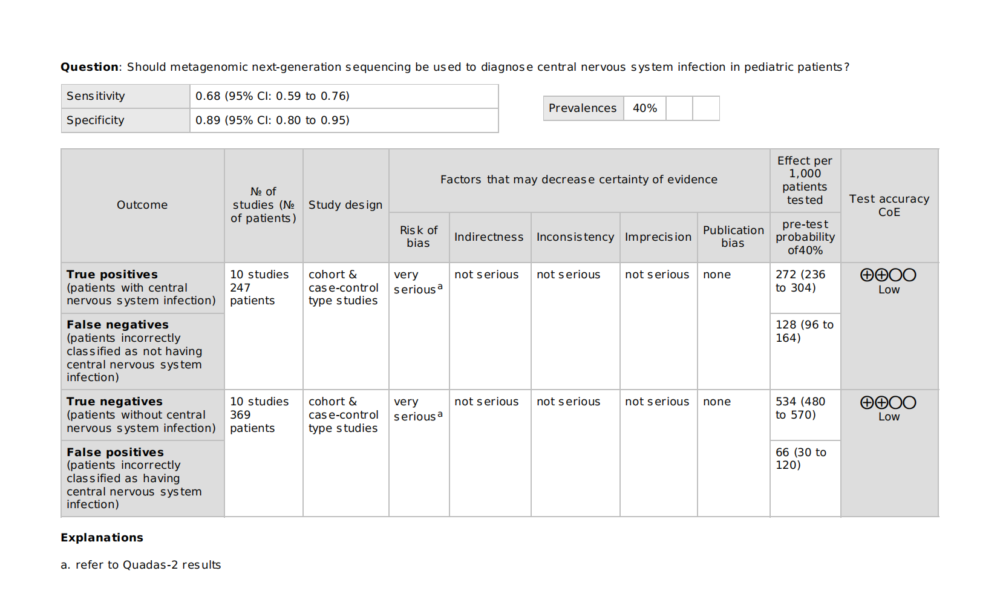 Question: Should metagenomic next-generation sequencing be used to diagnose central nervous system infection in pediatric patients?
Sensitivity 0.68 (95% CI: 0.59 to 0.76)
Specificity 0.89 (95% CI: 0.80 to 0.95)
Prevalences 40%
Outcome
№ of
studies (№
of patients)
Study design
Factors that may decrease certainty of evidence
Effect per
1,000
patients
tested
Test accuracy
CoE
Risk of
bias
Indirectness
Inconsistency
Imprecision
Publication
bias
pre-test
probability
of40%
True positives
(patients with central
nervous system infection)
10 studies
247
patients
cohort &
case-control
type studies
very
serious a
not serious
not serious
not serious
none
272 (236
to 304)
⊕⊕○○
Low
False negatives
(patients incorrectly
classified as not having
central nervous system
infection)
128 (96 to
164)
True negatives
(patients without central
nervous system infection)
10 studies
369
patients
cohort &
case-control
type studies
very
serious a
not serious
not serious
not serious
none
534 (480
to 570)
⊕⊕○○
Low
False positives
(patients incorrectly
classified as having
central nervous system
infection)
66 (30 to
120)
Explanations
a. refer to Quadas-2 results